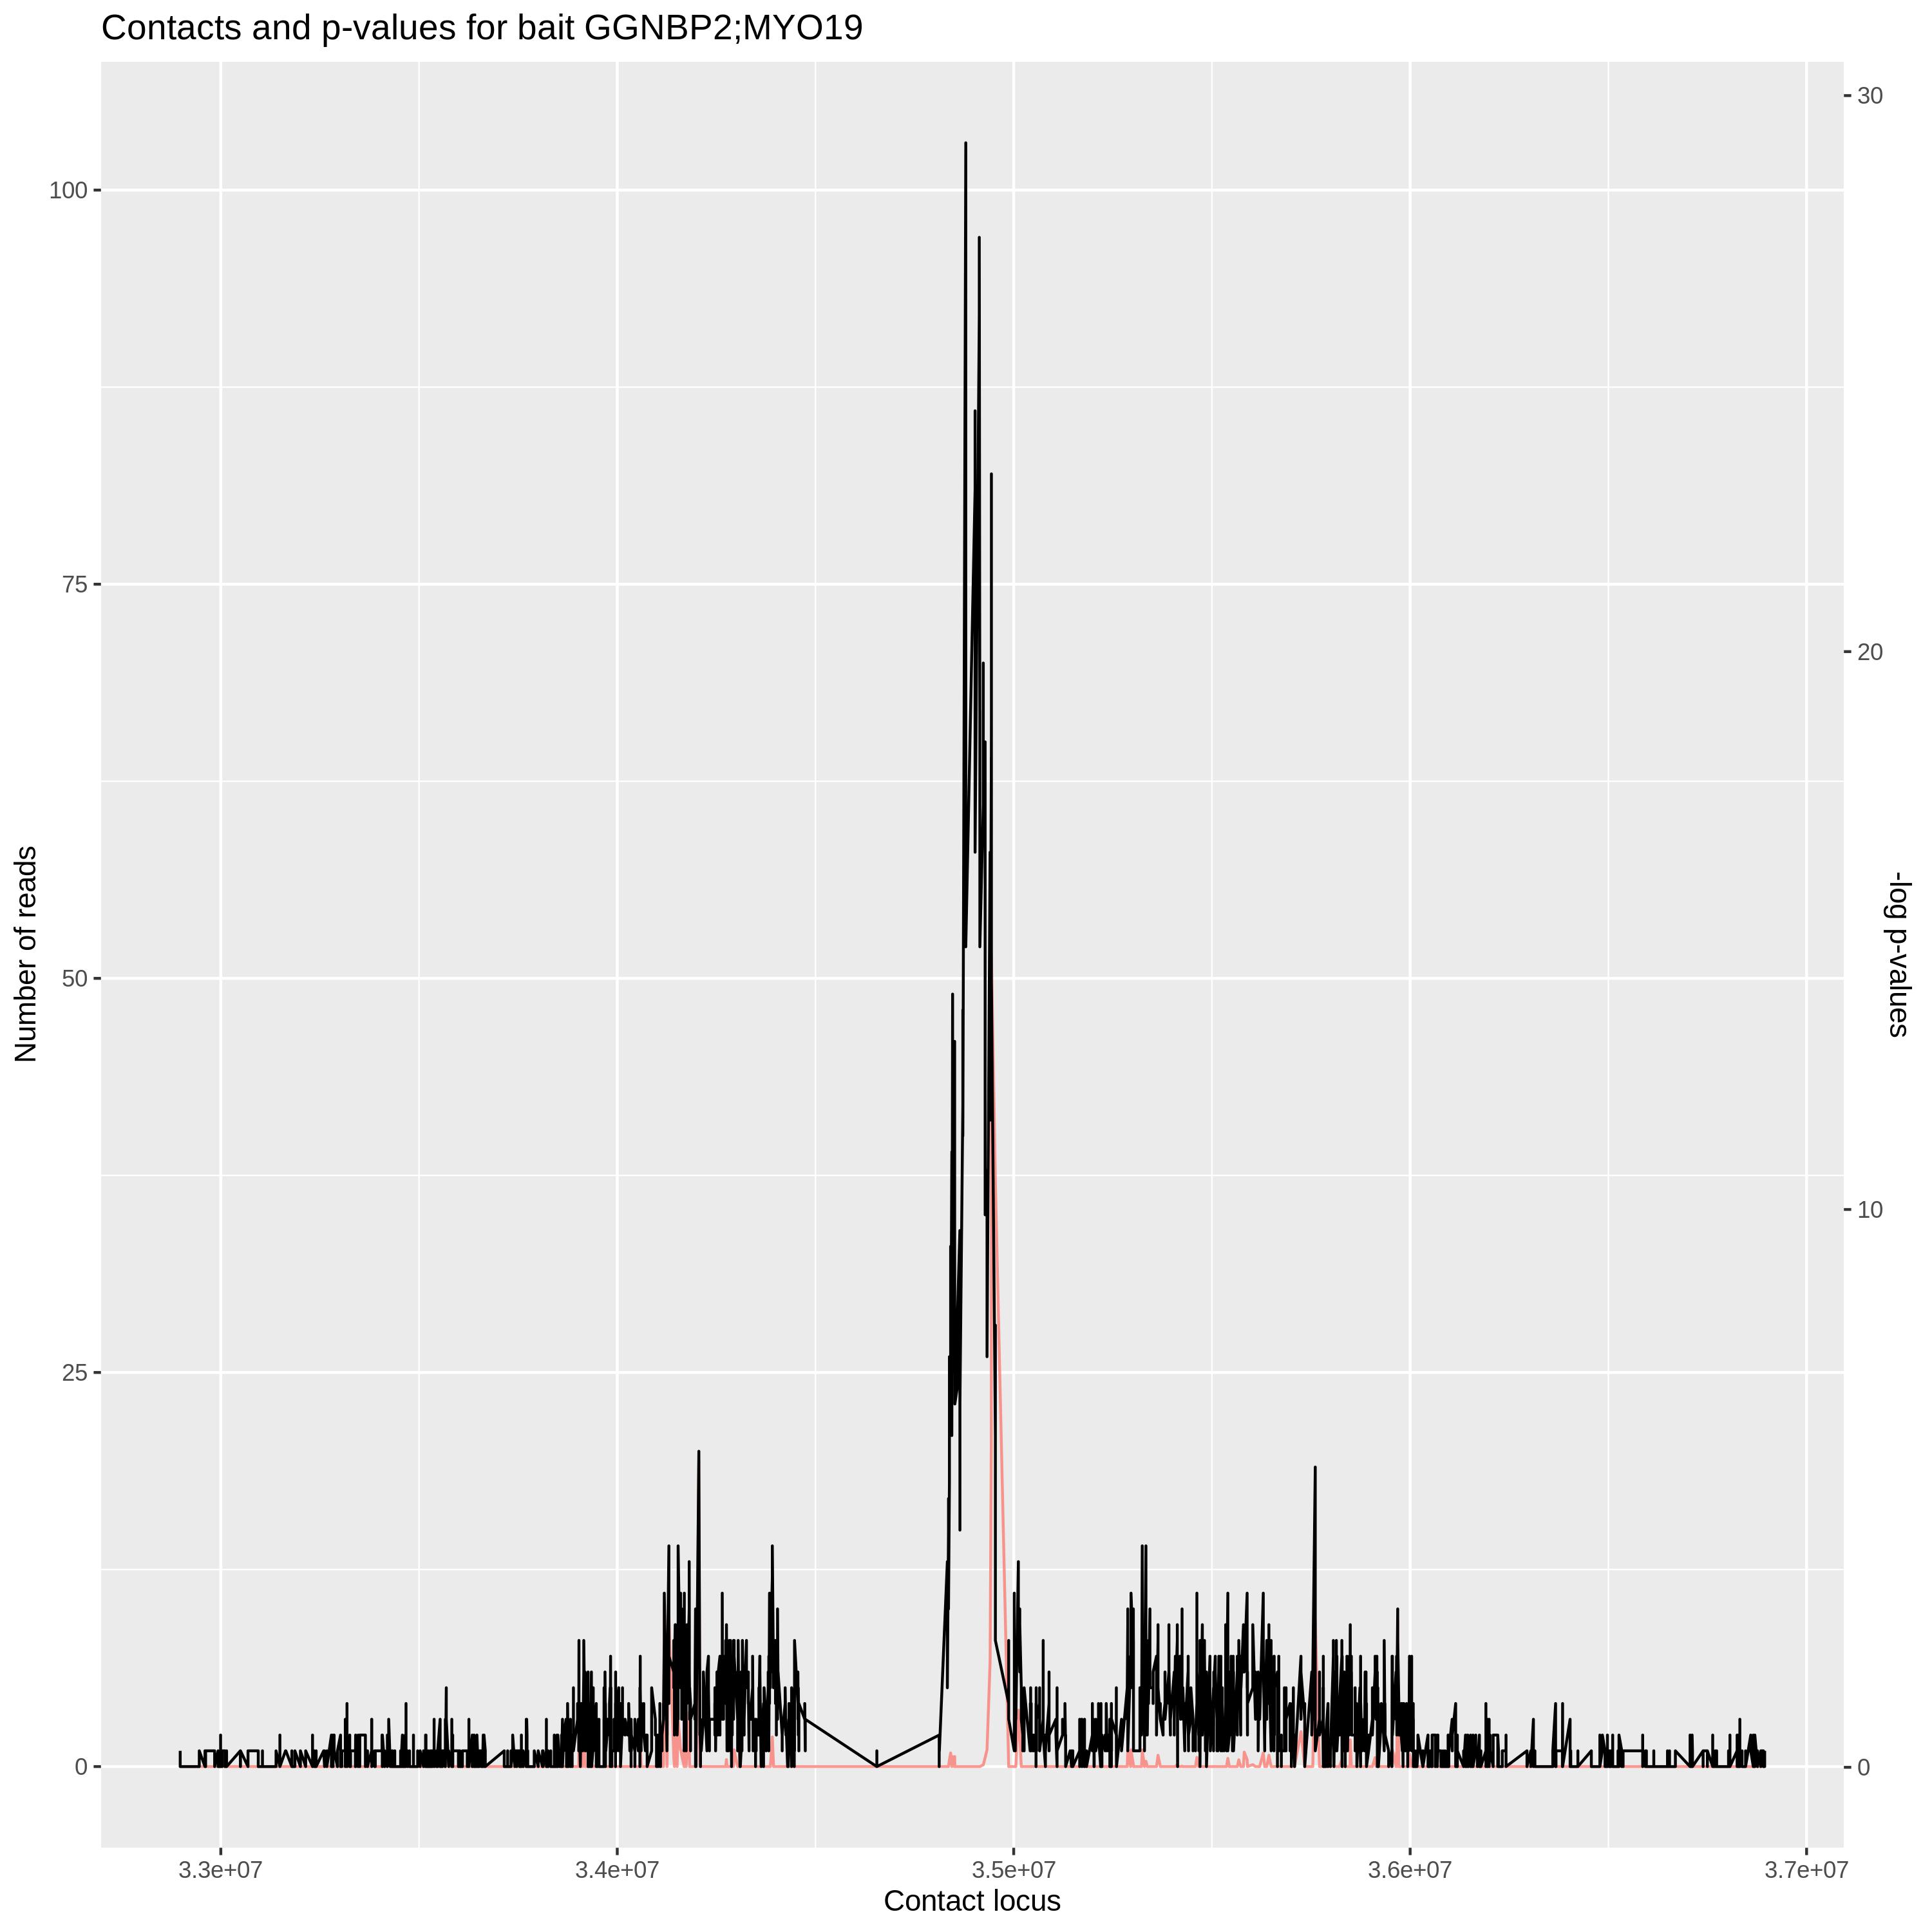 Contacts and p-values for bait GGNBP2;MYO19
Number of reads
100
75
50
25
0
30
20
10
0
-log p-values
3.3e+07
3.4e+07
3.5e+07
3.6e+07
3.7e+07
Contact locus